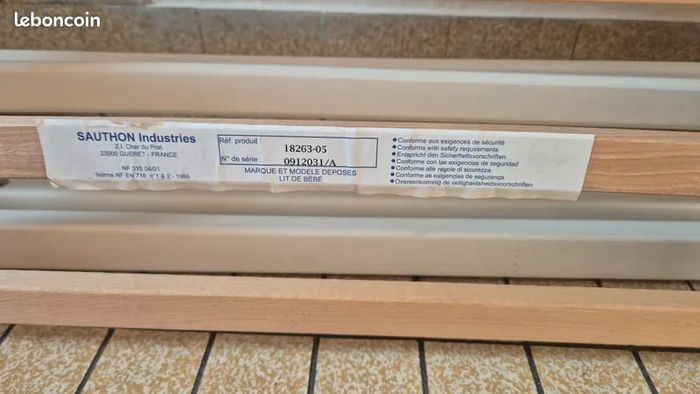 leboncoin
SAUTHON Industries
Z.I. Cher du Prat
23000 GUERET - FRANCE
NF 315 04/01
Norme NF EN 716 n°1 & 2 - 1995
Réf. produit 18263-05
N° de série 0912031/A
MARQUE ET MODELE DEPOSES
LIT DE BÉBÉ
●Conforme aux exigences de sécurité
●Conforms with safety requirements
●Entspricht den Sicherheitsvorschriften
●Conforme con las exigencias de seguridad
●Conforme alle regole di sicurezza
●Conforme as exigencias de segurança
●Overeenkomstig de veiligheidsheidsvoorschriften